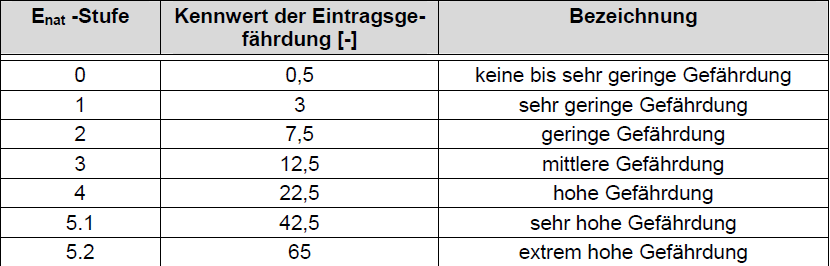 Enat -Stufe Kennwert der Eintragsge-
fährdung [-] Bezeichnung
0 0,5 keine bis sehr geringe Gefährdung
1 3 sehr geringe Gefährdung
2 7,5 geringe Gefährdung
3 12,5 mittlere Gefährdung
4 22,5 hohe Gefährdung
5.1 42,5 sehr hohe Gefährdung
5.2 65 extrem hohe Gefährdung